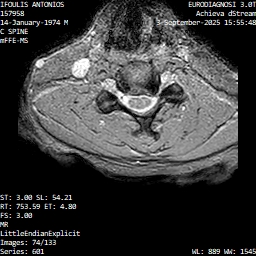 IFOULIS ANTONIOS
157958
14-January-1974 M
C SPINE
mFFE-MS
EURODIAGNOSI 3.0T
Achieva dStream
3-September-2025 15:55:48
ST: 3.00 SL: 54.21
RT: 753.59 ET: 4.80
FS: 3.00
MR
LittleEndianExplicit
Images: 74/133
Series: 601
WL: 889 WW: 1545